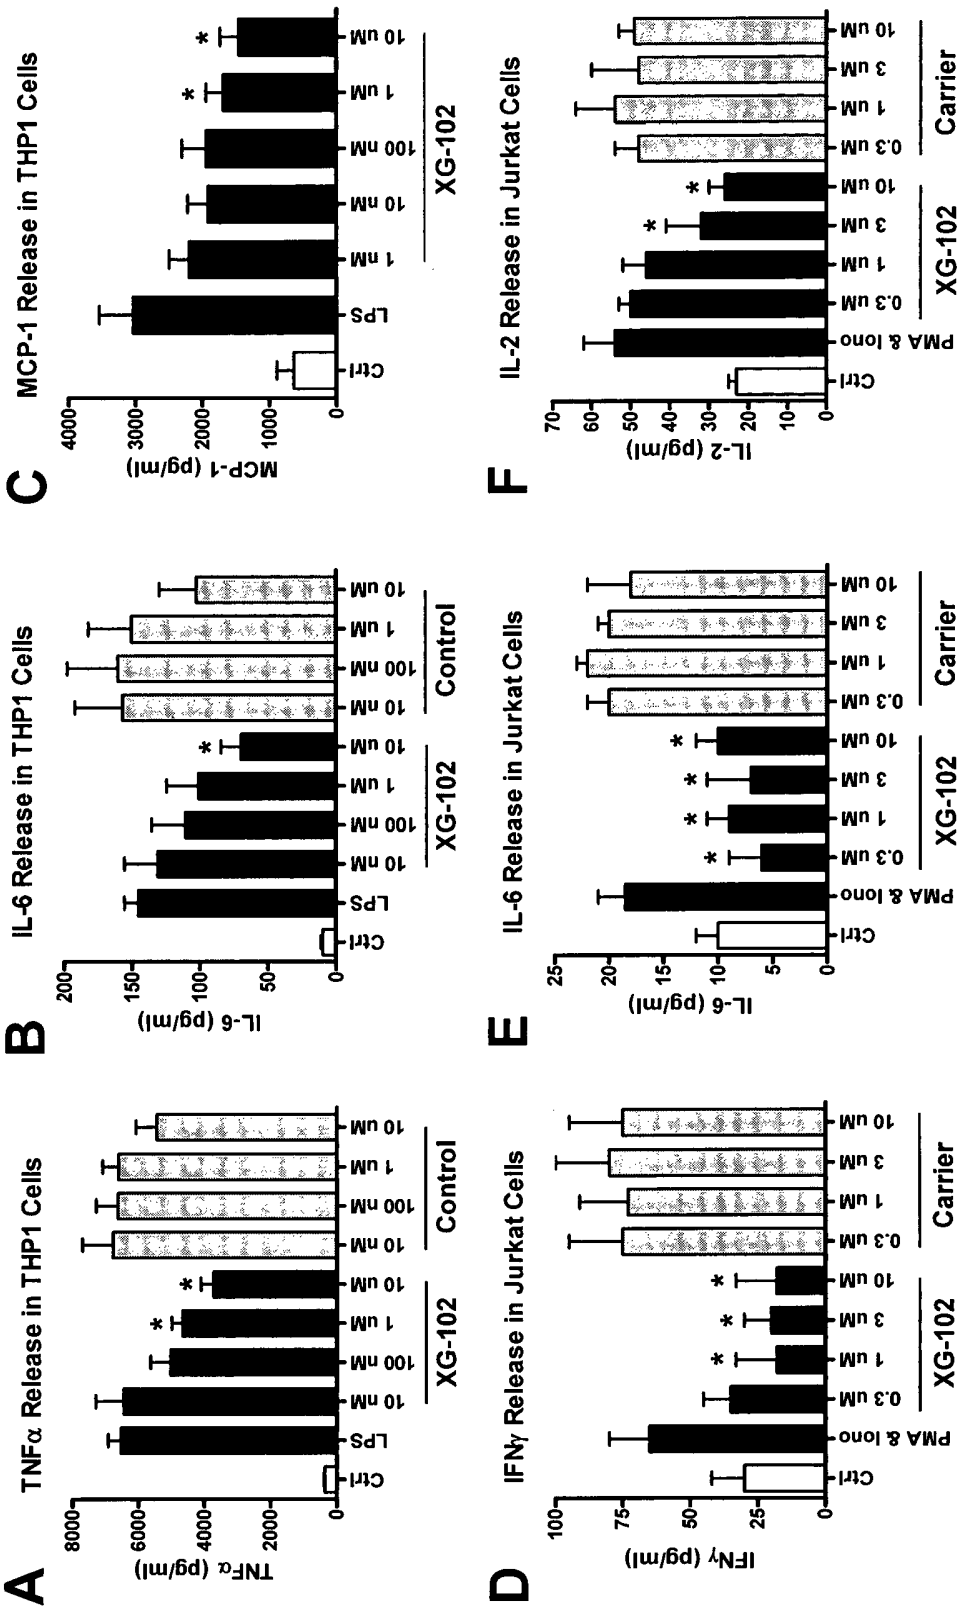 A
TNFα Release in THP1 Cells
TNFα (pg/ml)
8000
6000
4000
2000
0
Ctrl
LPS
10 nM
100 nM
1 uM
10 uM
10 nM
100 nM
1 uM
10 uM
*
*
XG-102
Control
B
IL-6 Release in THP1 Cells
IL-6 (pg/ml)
200
150
100
50
0
Ctrl
LPS
10 nM
100 nM
1 uM
10 uM
10 nM
100 nM
1 uM
10 uM
*
XG-102
Control
C
MCP-1 Release in THP1 Cells
MCP-1 (pg/ml)
4000
3000
2000
1000
0
Ctrl
LPS
1 nM
10 nM
100 nM
1 uM
10 uM
*
*
XG-102
D
IFNγ Release in Jurkat Cells
IFNγ (pg/ml)
100
75
50
25
0
Ctrl
PMA & Iono
0.3 uM
1 uM
3 uM
10 uM
0.3 uM
1 uM
3 uM
10 uM
*
*
*
XG-102
Carrier
E
IL-6 Release in Jurkat Cells
IL-6 (pg/ml)
25
20
15
10
5
0
Ctrl
PMA & Iono
0.3 uM
1 uM
3 uM
10 uM
0.3 uM
1 uM
3 uM
10 uM
*
*
*
*
XG-102
Carrier
F
IL-2 Release in Jurkat Cells
IL-2 (pg/ml)
70
60
50
40
30
20
10
0
Ctrl
PMA & Iono
0.3 uM
1 uM
3 uM
10 uM
0.3 uM
1 uM
3 uM
10 uM
*
*
XG-102
Carrier